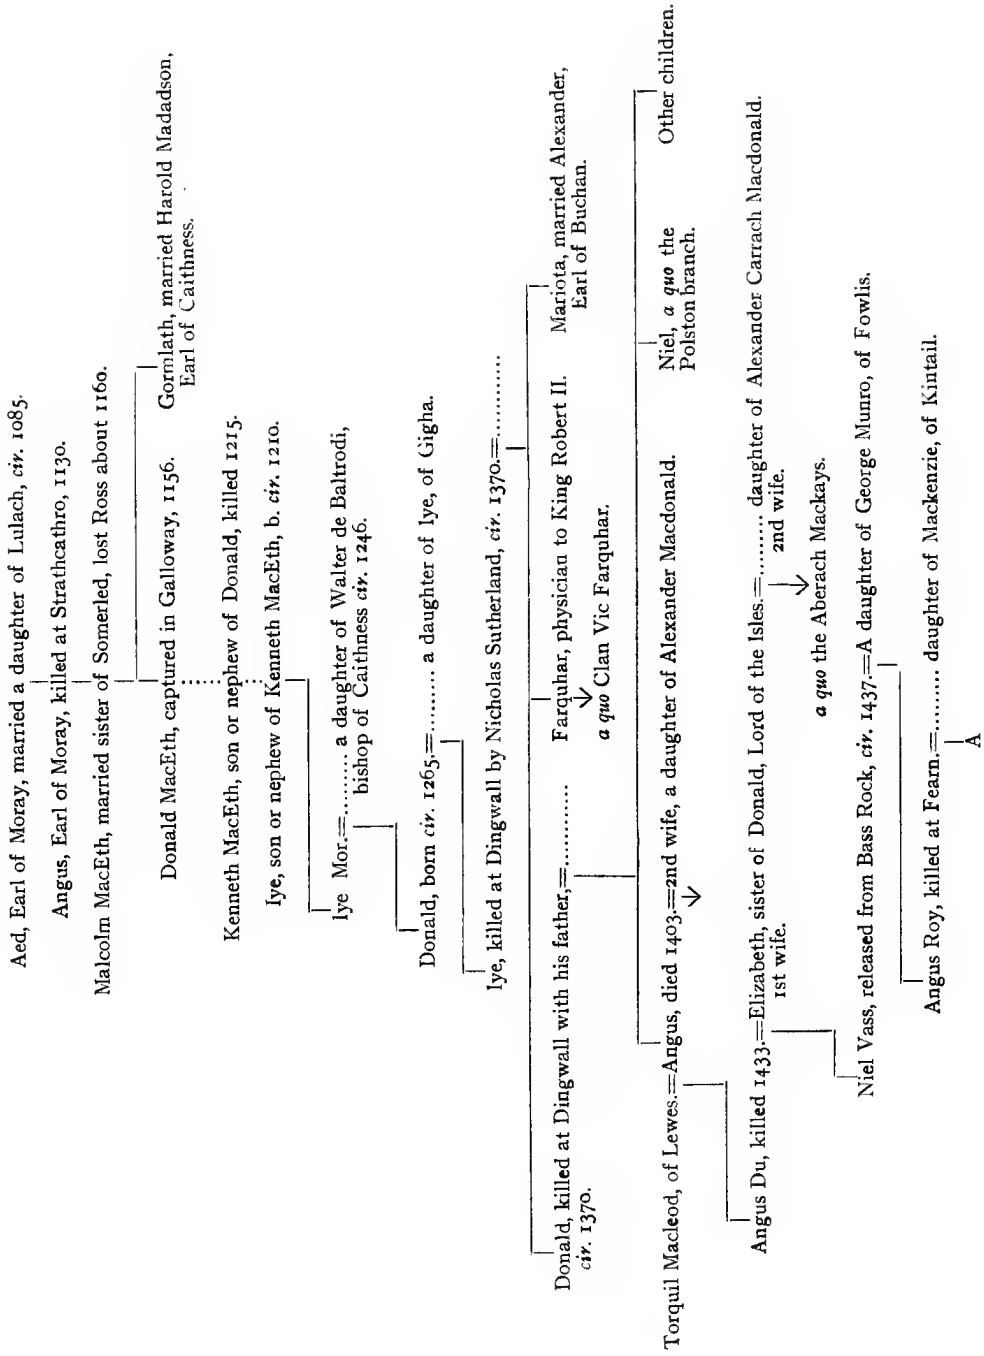 Aed, Earl of Moray, married a daughter of Lulach, cir. 1085.
Angus, Earl of Moray, killed at Strathcathro, 1130.
Malcolm MacEth, married sister of Somerled, lost Ross about 1160.
Donald MacEth, captured in Galloway, 1156.
Gormlath, married Harold Madadson,
Earl of Caithness.
Kenneth MacEth, son or nephew of Donald, killed 1215.
Iye, son or nephew of Kenneth MacEth, b. cir. 1210.
Iye Mor.=......... a daughter of Walter de Baltrodi,
bishop of Caithness cir. 1246.
Donald, born cir. 1265,=......... a daughter of Iye, of Gigha.
Iye, killed at Dingwall by Nicholas Sutherland, cir. 1370.=............
Donald, killed at Dingwall with his father,=............
cir. 1370.
Farquhar, physician to King Robert II.
a quo Clan Vic Farquhar.
Mariota, married Alexander,
Earl of Buchan.
Torquil Macleod, of Lewes.=Angus, died 1403.=2nd wife, a daughter of Alexander Macdonald.
Niel, a quo the
Polston branch.
Other children.
Angus Du, killed 1433.=Elizabeth, sister of Donald, Lord of the Isles.=......... daughter of Alexander Carrach Macdonald.
1st wife.
2nd wife.
a quo the Aberach Mackays.
Niel Vass, released from Bass Rock, cir. 1437.=A daughter of George Munro, of Fowlis.
Angus Roy, killed at Fearn.=......... daughter of Mackenzie, of Kintail.
A